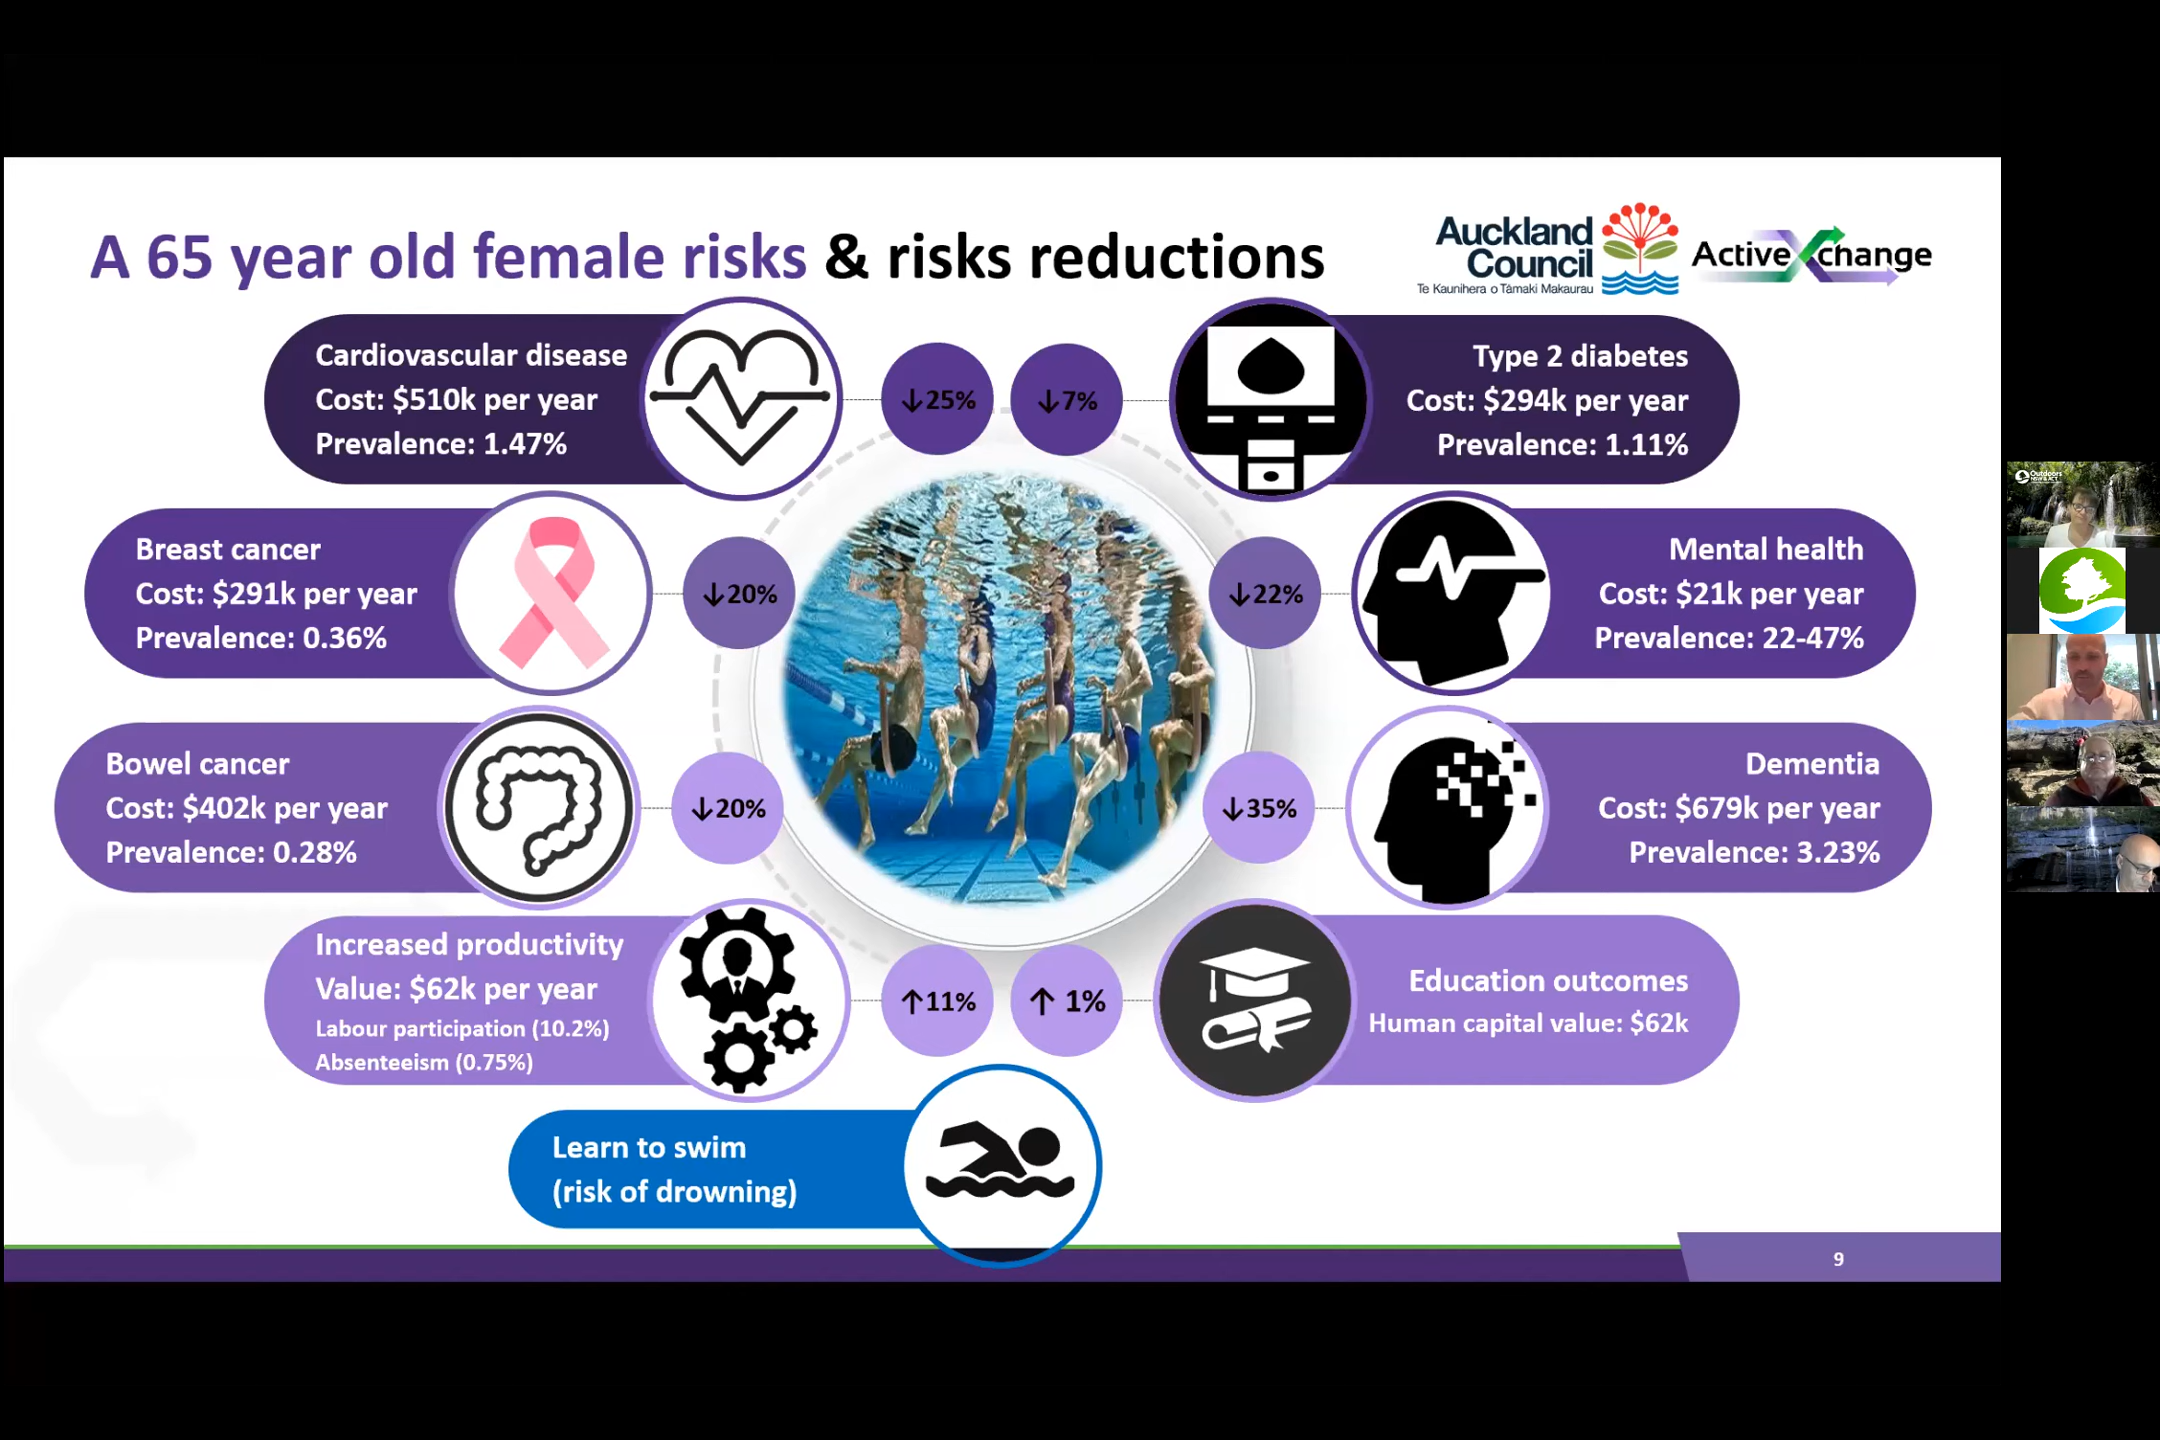 A 65 year old female risks & risks reductions
Auckland
Council
Te Kaunihera o Tāmaki Makaurau
ActiveXchange
Cardiovascular disease
Cost: $510k per year
Prevalence: 1.47%
↓25%
↓7%
Type 2 diabetes
Cost: $294k per year
Prevalence: 1.11%
Breast cancer
Cost: $291k per year
Prevalence: 0.36%
↓20%
↓22%
Mental health
Cost: $21k per year
Prevalence: 22-47%
Bowel cancer
Cost: $402k per year
Prevalence: 0.28%
↓20%
↓35%
Dementia
Cost: $679k per year
Prevalence: 3.23%
Increased productivity
Value: $62k per year
Labour participation (10.2%)
Absenteeism (0.75%)
↑11%
↑ 1%
Education outcomes
Human capital value: $62k
Learn to swim
(risk of drowning)
9
Outdoors
NSW & ACT